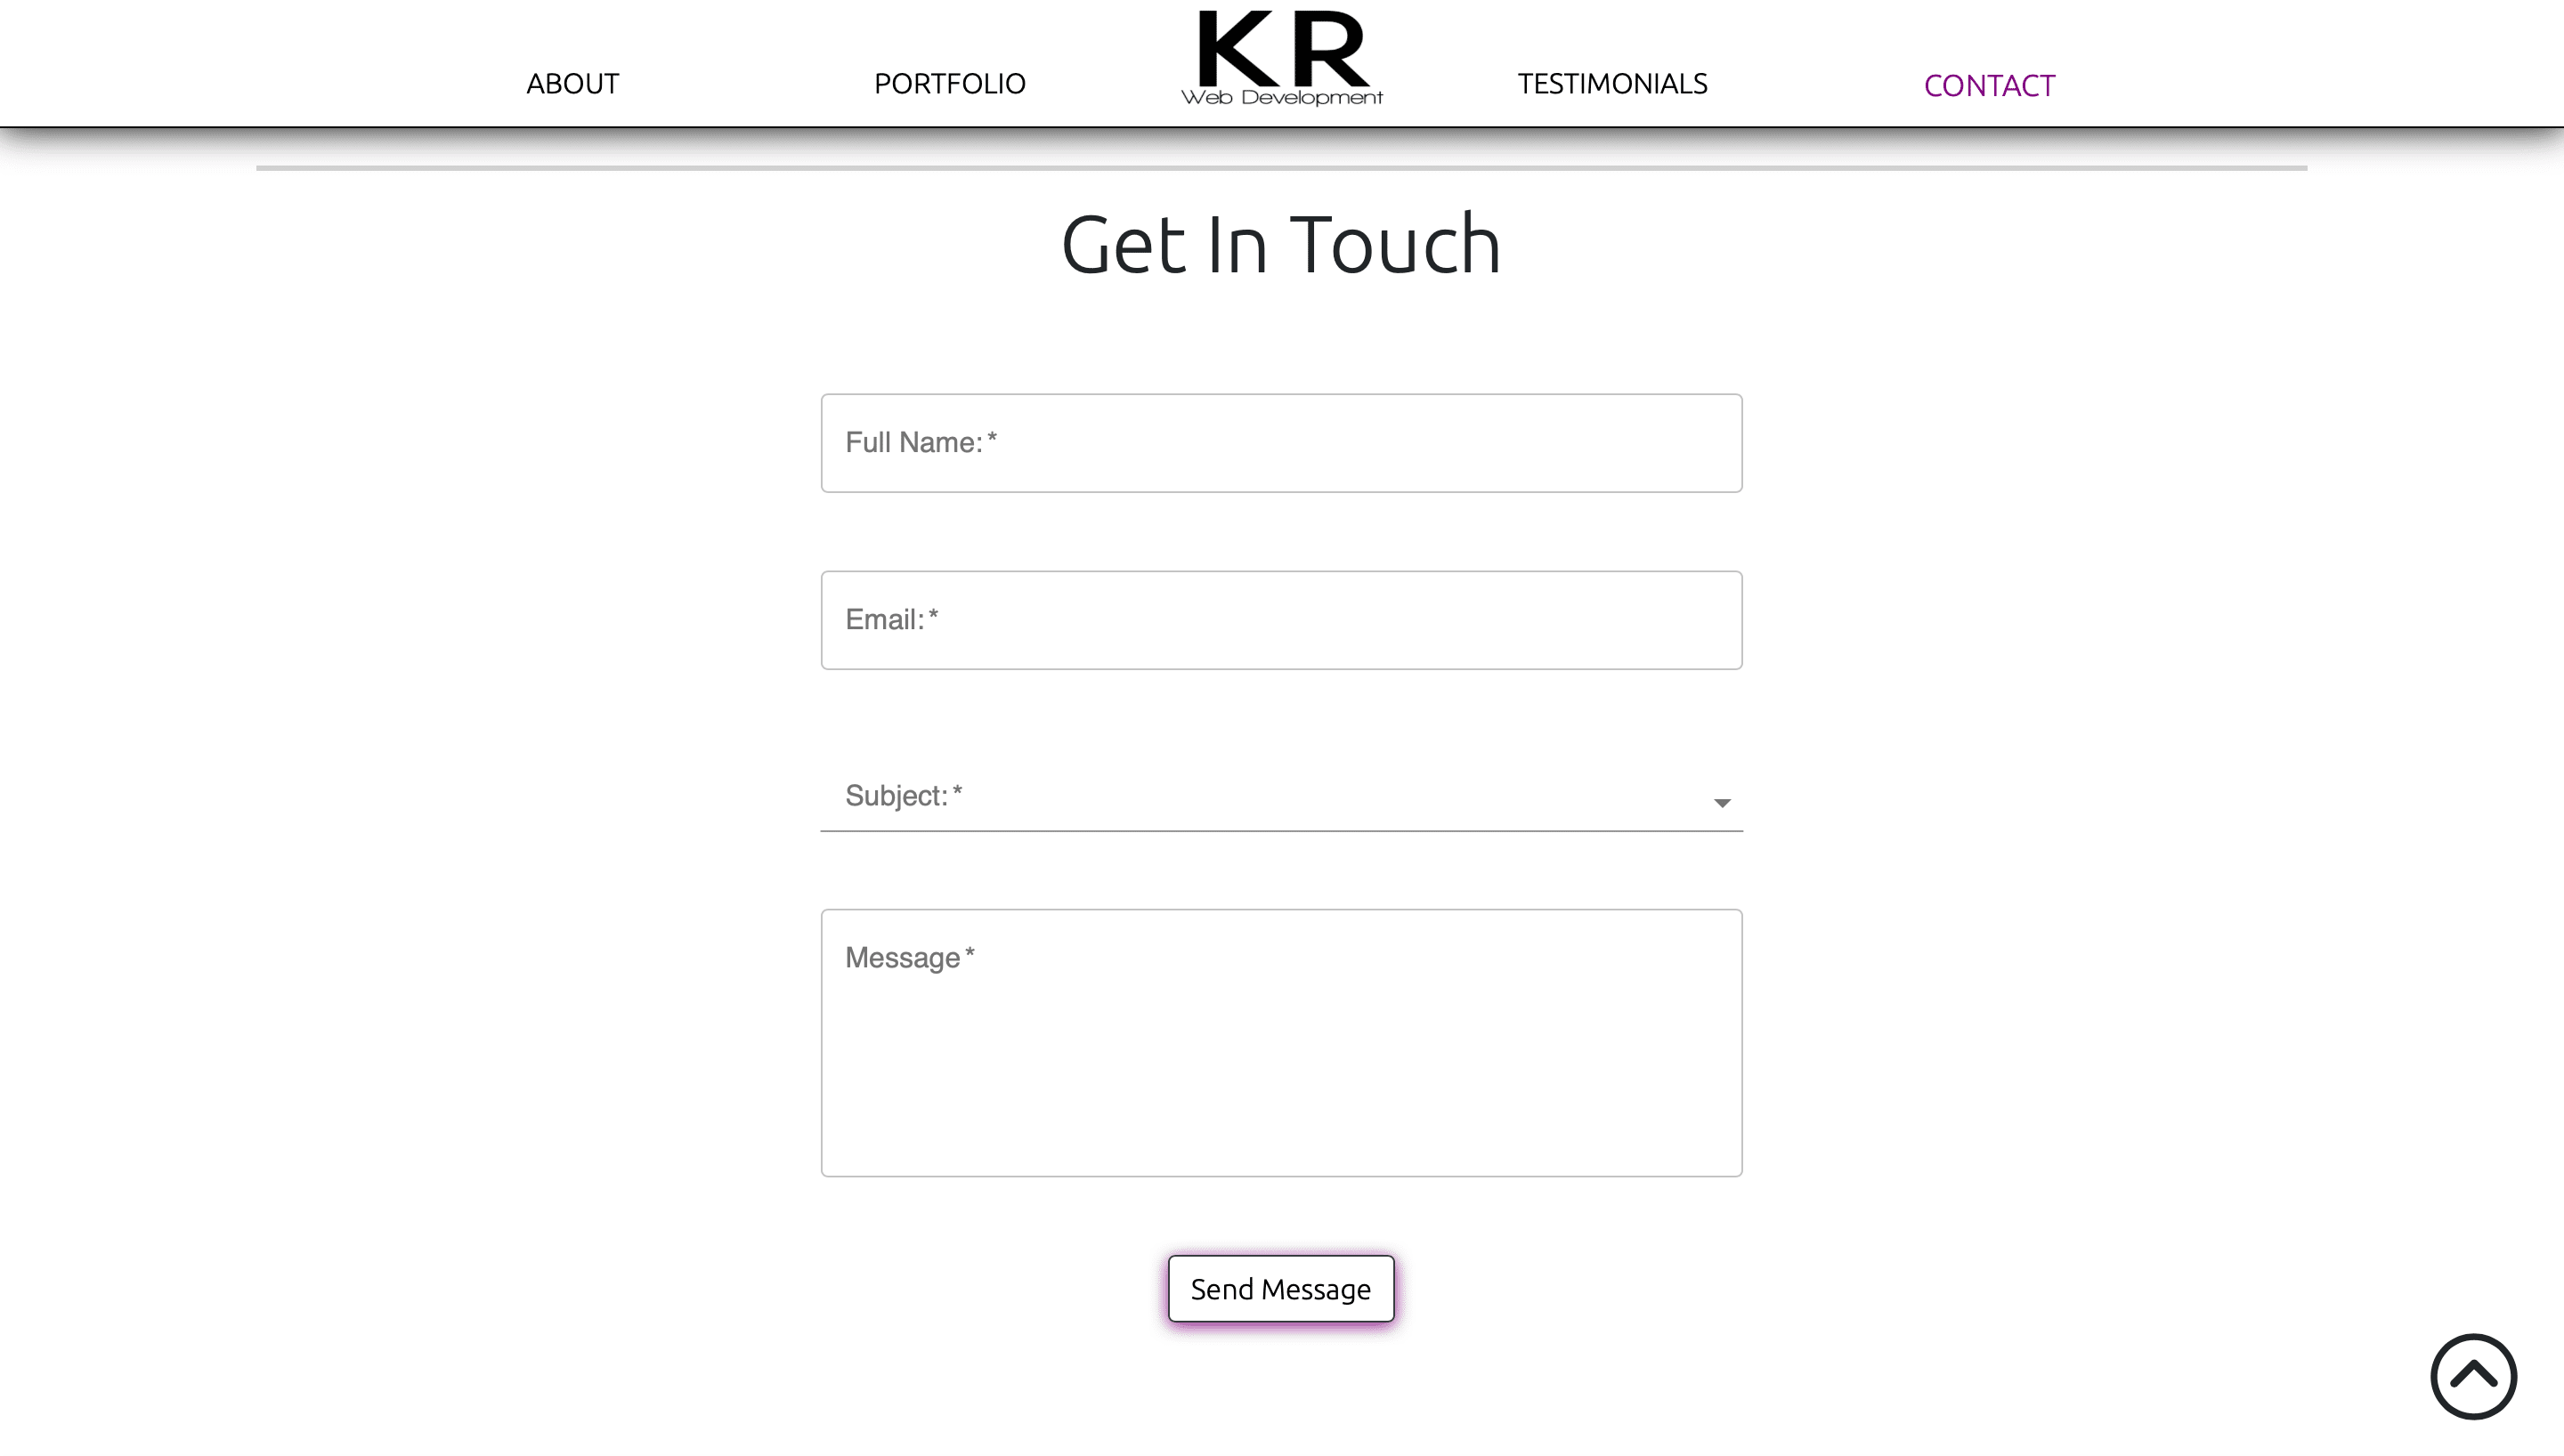 ABOUT
PORTFOLIO
KR
Web Development
TESTIMONIALS
CONTACT
Get In Touch
Full Name: *
Email: *
Subject: *
Message *
Send Message